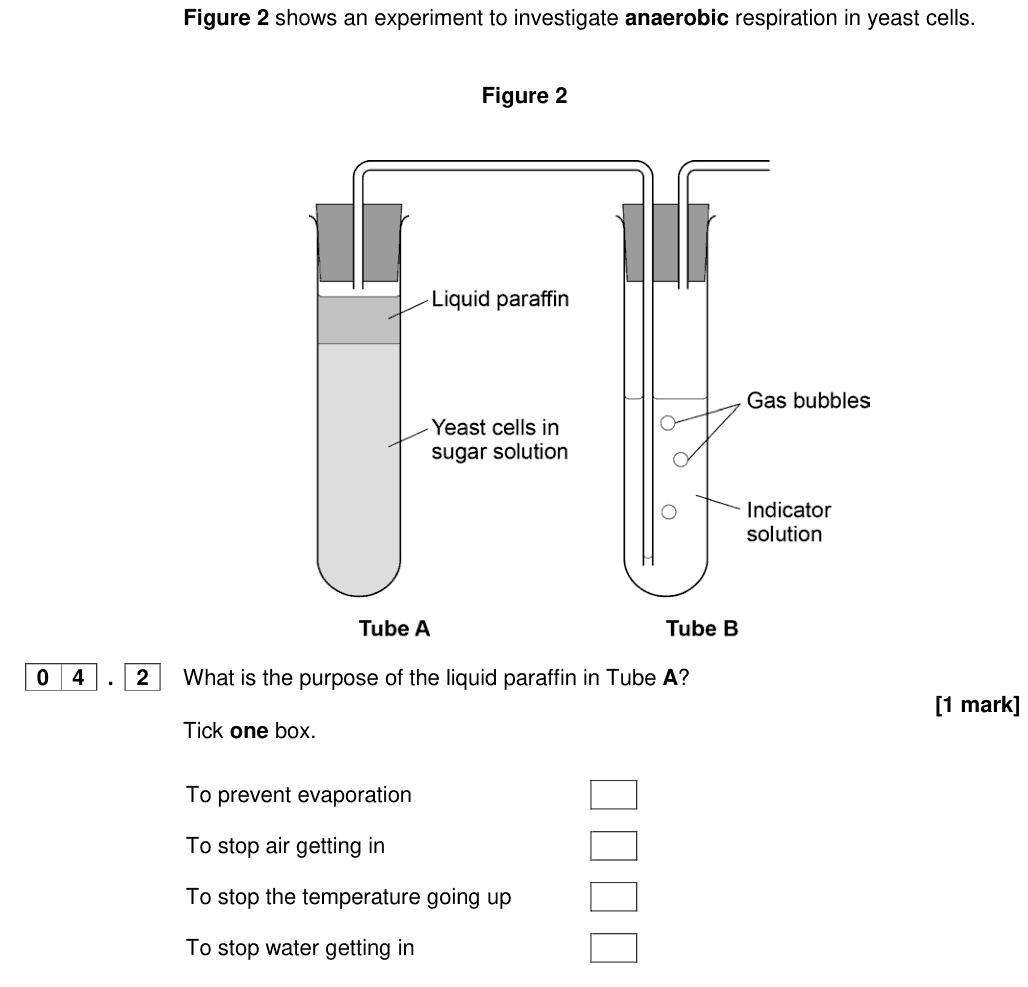 Figure 2 shows an experiment to investigate anaerobic respiration in yeast cells.
Figure 2
Liquid paraffin
Yeast cells in
sugar solution
Gas bubbles
Indicator
solution
Tube A
Tube B
0 4 . 2 What is the purpose of the liquid paraffin in Tube A?
[1 mark]
Tick one box.
To prevent evaporation
To stop air getting in
To stop the temperature going up
To stop water getting in